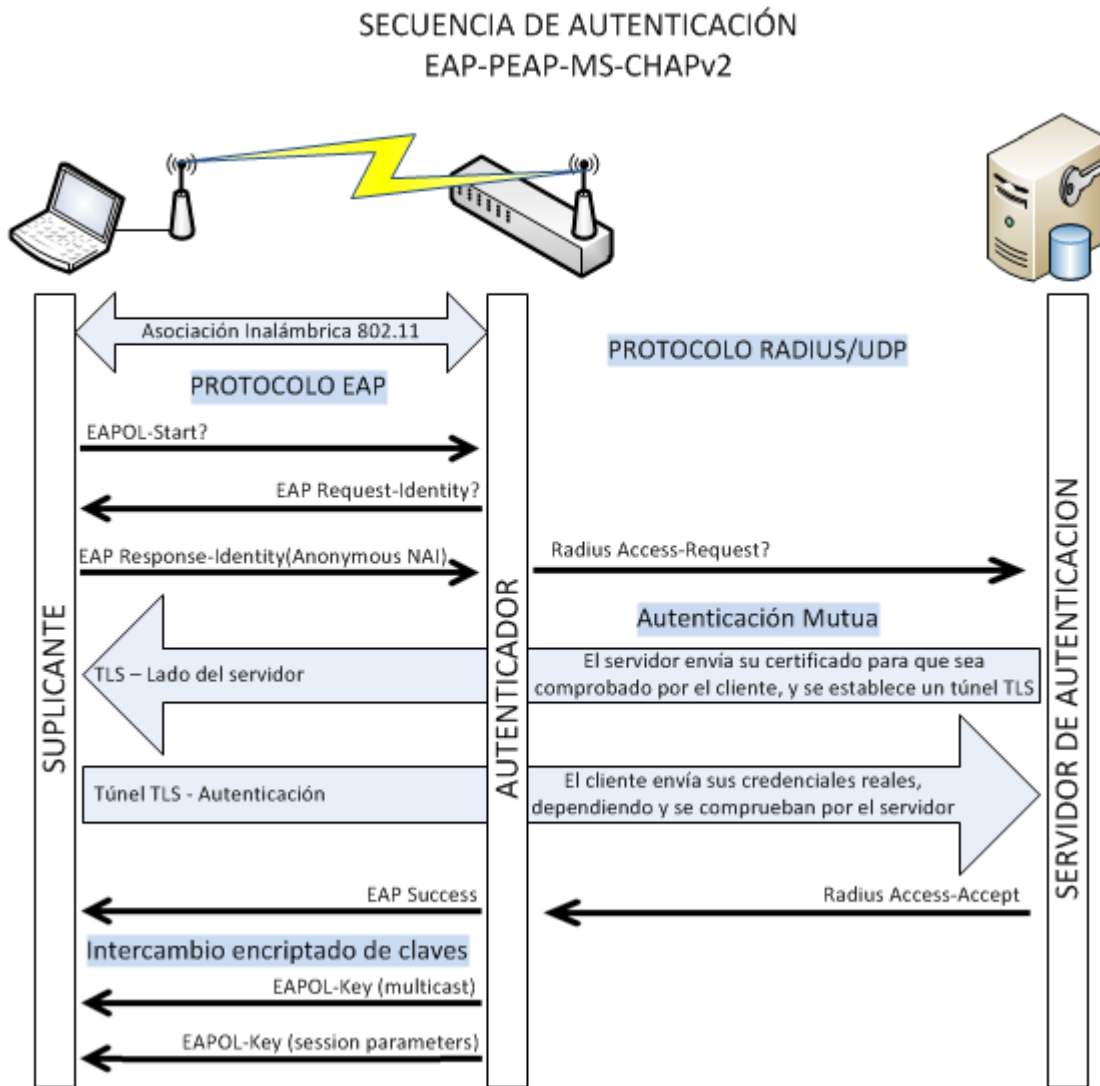 SECUENCIA DE AUTENTICACIÓN
EAP-PEAP-MS-CHAPv2
Asociación Inalámbrica 802.11
PROTOCOLO RADIUS/UDP
PROTOCOLO EAP
EAPOL-Start?
EAP Request-Identity?
EAP Response-Identity(Anonymous NAI)
Radius Access-Request?
SUPLICANTE
AUTENTICADOR
SERVIDOR DE AUTENTICACION
Autenticación Mutua
TLS – Lado del servidor
El servidor envía su certificado para que sea
comprobado por el cliente, y se establece un túnel TLS
Túnel TLS - Autenticación
El cliente envía sus credenciales reales,
dependiendo y se comprueban por el servidor
EAP Success
Radius Access-Accept
Intercambio encriptado de claves
EAPOL-Key (multicast)
EAPOL-Key (session parameters)